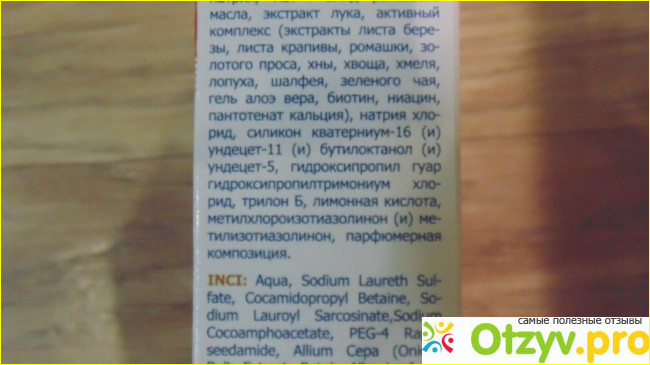 масла, экстракт лука, активный
комплекс (экстракты листа бере-
зы, листа крапивы, ромашки, зо-
лотого проса, хны, хвоща, хмеля,
лопуха, шалфея, зеленого чая,
гель алоэ вера, биотин, ниацин,
пантотенат кальция), натрия хло-
рид, силикон кватерниум-16 (и)
ундецет-11 (и) бутилоктанол (и)
ундецет-5, гидроксипропил гуар
гидроксипропилтримониум хло-
рид, трилон Б, лимонная кислота,
метилхлороизотиазолинон (и) ме-
тилизотиазолинон, парфюмерная
композиция.
INCI: Aqua, Sodium Laureth Sul-
fate, Cocamidopropyl Betaine, So-
dium Lauroyl Sarcosinate,Sodium
Cocoamphoacetate, PEG-4 Ra
seedamide, Allium Cepa (Onio
самые полезные отзывы
Otzyv.pro